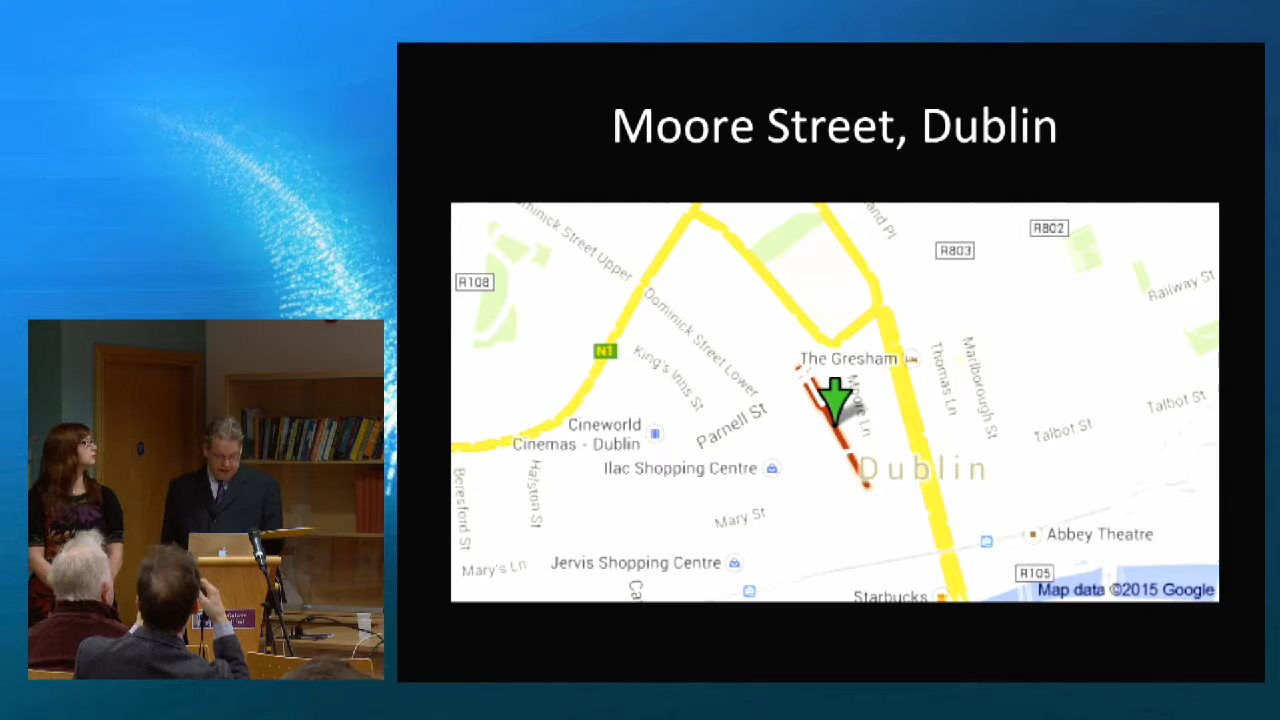 Moore Street, Dublin
and Pl
R802
Dominick Street Upper
R803
R108
Railway St
Dominick Street Lower
N1
King's Inns St
The Gresham
Thomas Ln
Marlborough St
Moore Ln
Parnell St
Talbot St
Cineworld
Cinemas - Dublin
Talbot St
Ilac Shopping Centre
Dublin
Beresford St
Halston St
Mary St
Abbey Theatre
Mary's Ln
Jervis Shopping Centre
R105
Map data ©2015 Google
Starbucks